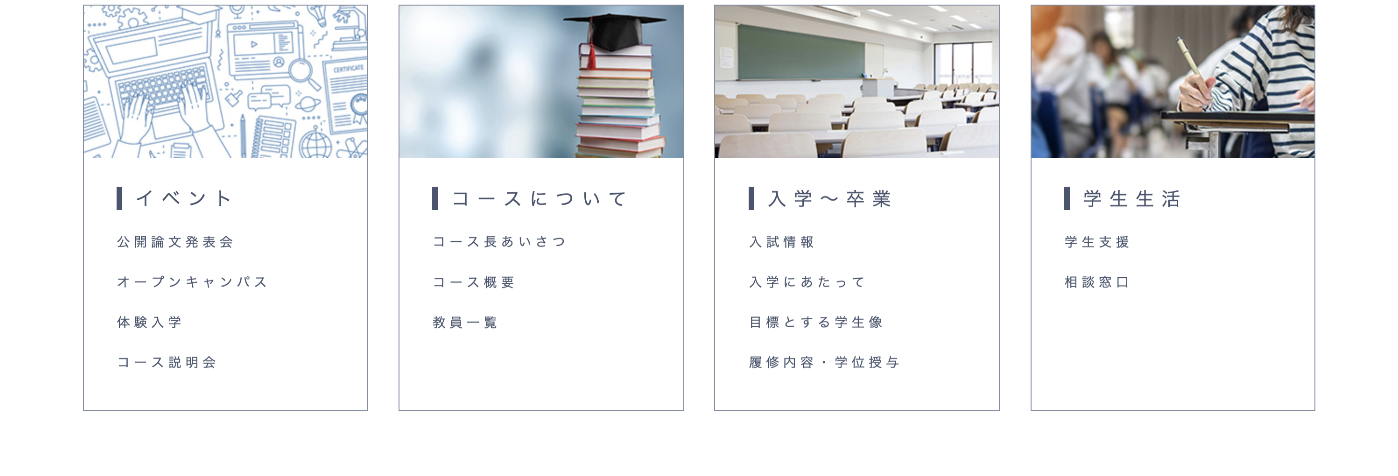 CERTIFICATE
イベント
公開論文発表会
オープンキャンパス
体験入学
コース説明会
コースについて
コース長あいさつ
コース概要
教員一覧
入学～卒業
入試情報
入学にあたって
目標とする学生像
履修内容・学位授与
学生生活
学生支援
相談窓口